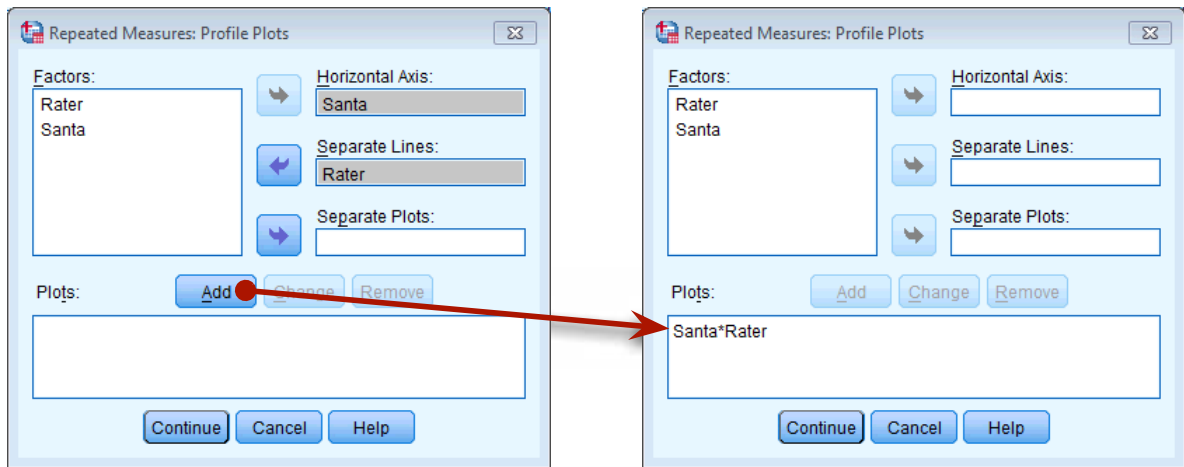 Repeated Measures: Profile Plots
Factors:
Rater
Santa
Horizontal Axis:
Santa
Separate Lines:
Rater
Separate Plots:
Plots:
Add
Change
Remove
Continue
Cancel
Help
Repeated Measures: Profile Plots
Factors:
Rater
Santa
Horizontal Axis:
Separate Lines:
Separate Plots:
Plots:
Add
Change
Remove
Santa*Rater
Continue
Cancel
Help